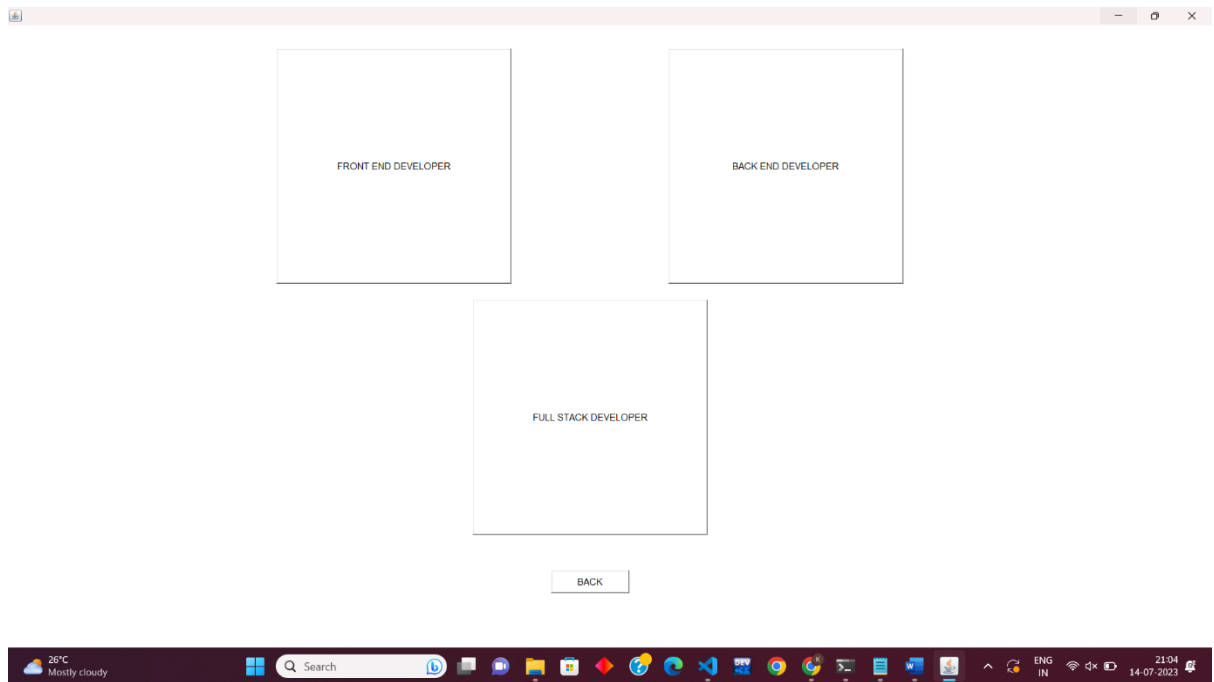 FRONT END DEVELOPER
BACK END DEVELOPER
FULL STACK DEVELOPER
BACK
26°C
Mostly cloudy
Search
DEV
ENG
IN
21:04
14-07-2023